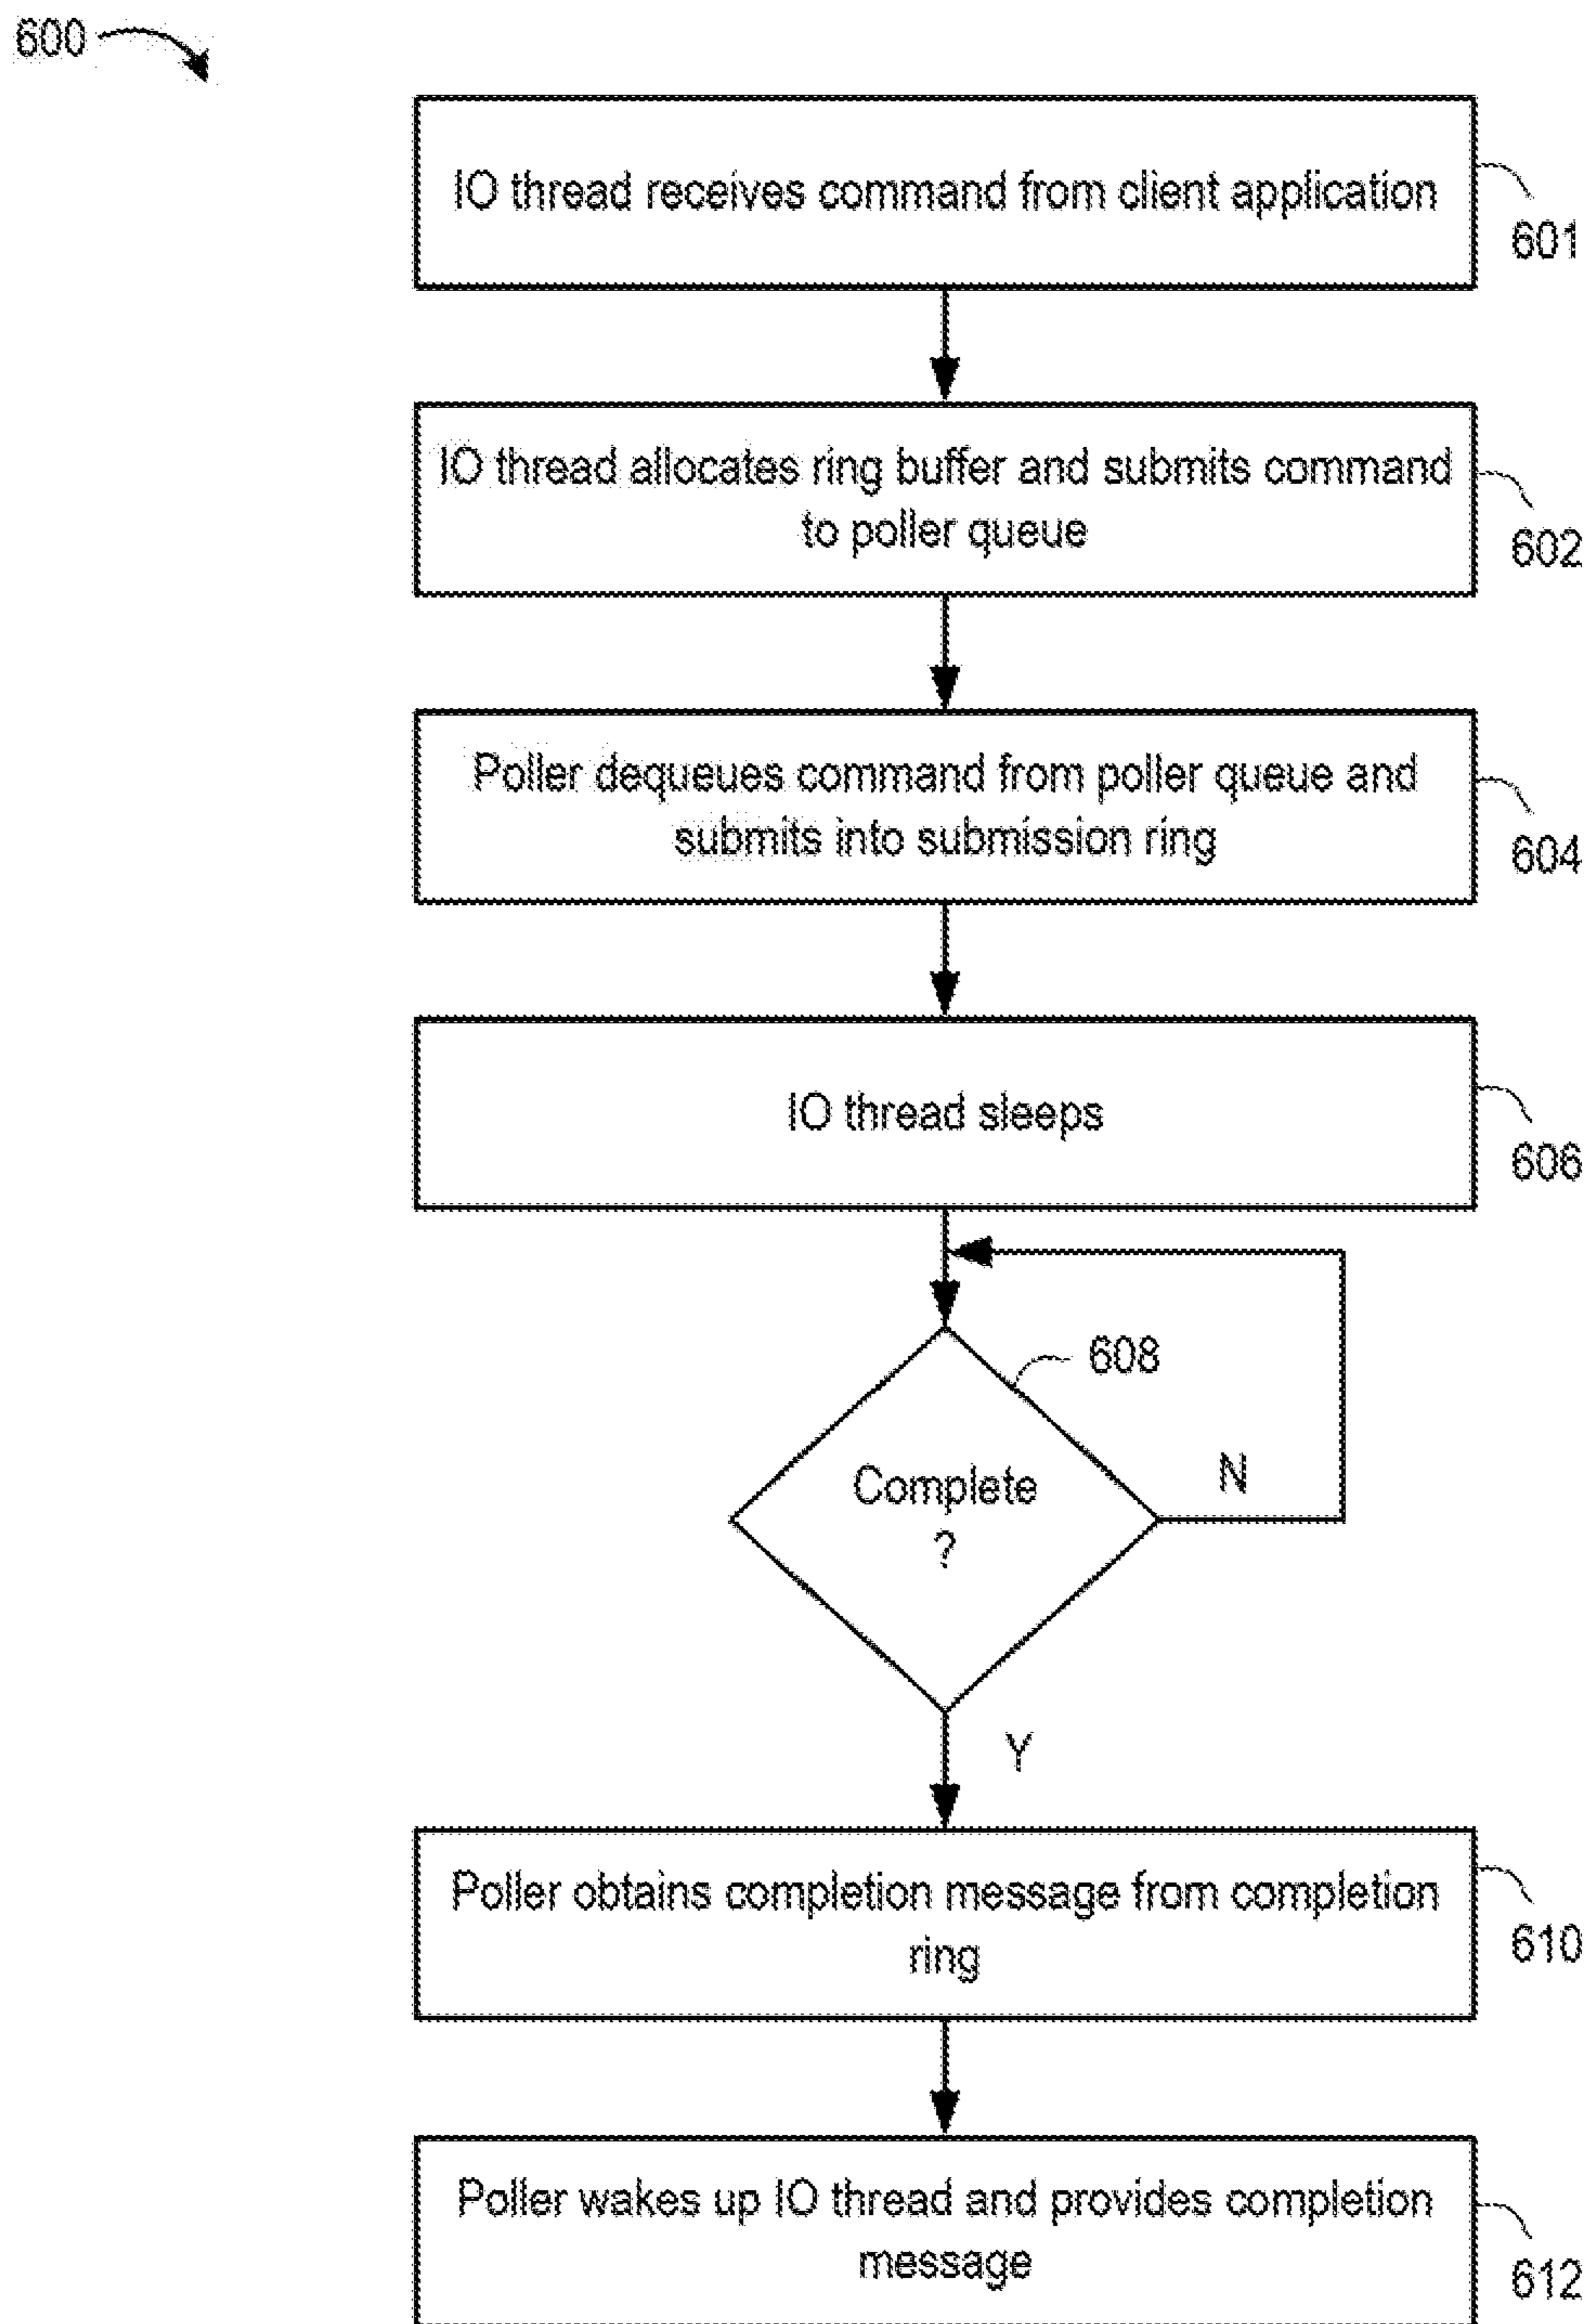 600
IO thread receives command from client application
601
IO thread allocates ring buffer and submits command
to poller queue
602
Poller dequeues command from poller queue and
submits into submission ring
604
IO thread sleeps
606
608
Complete
?
N
Y
Poller obtains completion message from completion
ring
610
Poller wakes up IO thread and provides completion
message
612